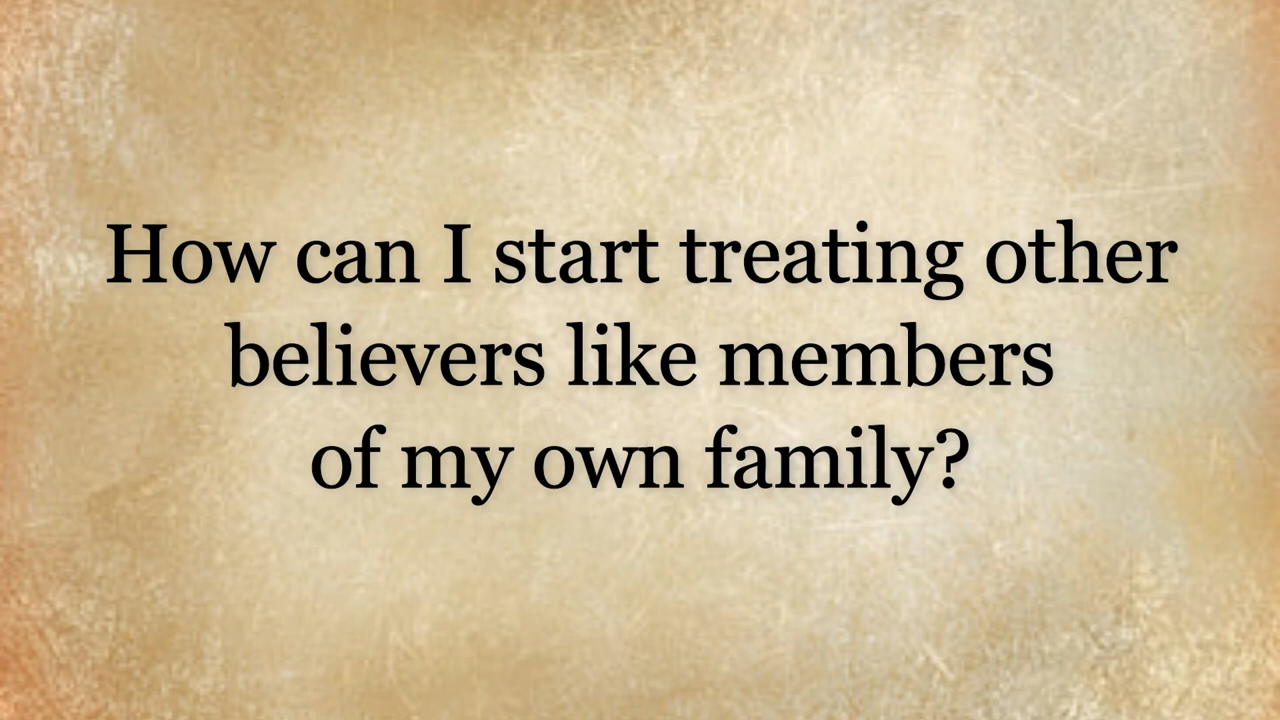 How can I start treating other
believers like members
of my own family?